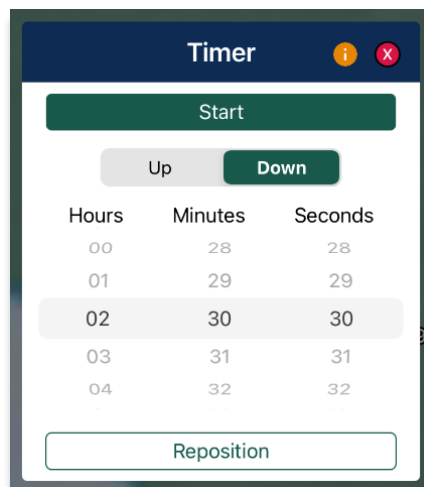 Timer i X
Start
Up Down
Hours Minutes Seconds
00 28 28
01 29 29
02 30 30
03 31 31
04 32 32
Reposition